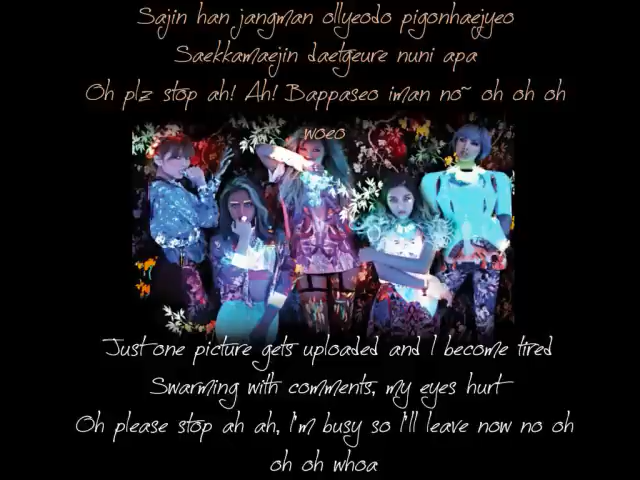 Sajin han jangman ollyeodo pigonhaejyeo
Saekkamaejin daetgeure nuni apa
Oh plz stop ah! Ah! Bappaseo iman no~ oh oh oh
woeo
Just one picture gets uploaded and I become tired
Swarming with comments, my eyes hurt
Oh please stop ah ah, I'm busy so I'll leave now no oh
oh oh whoa